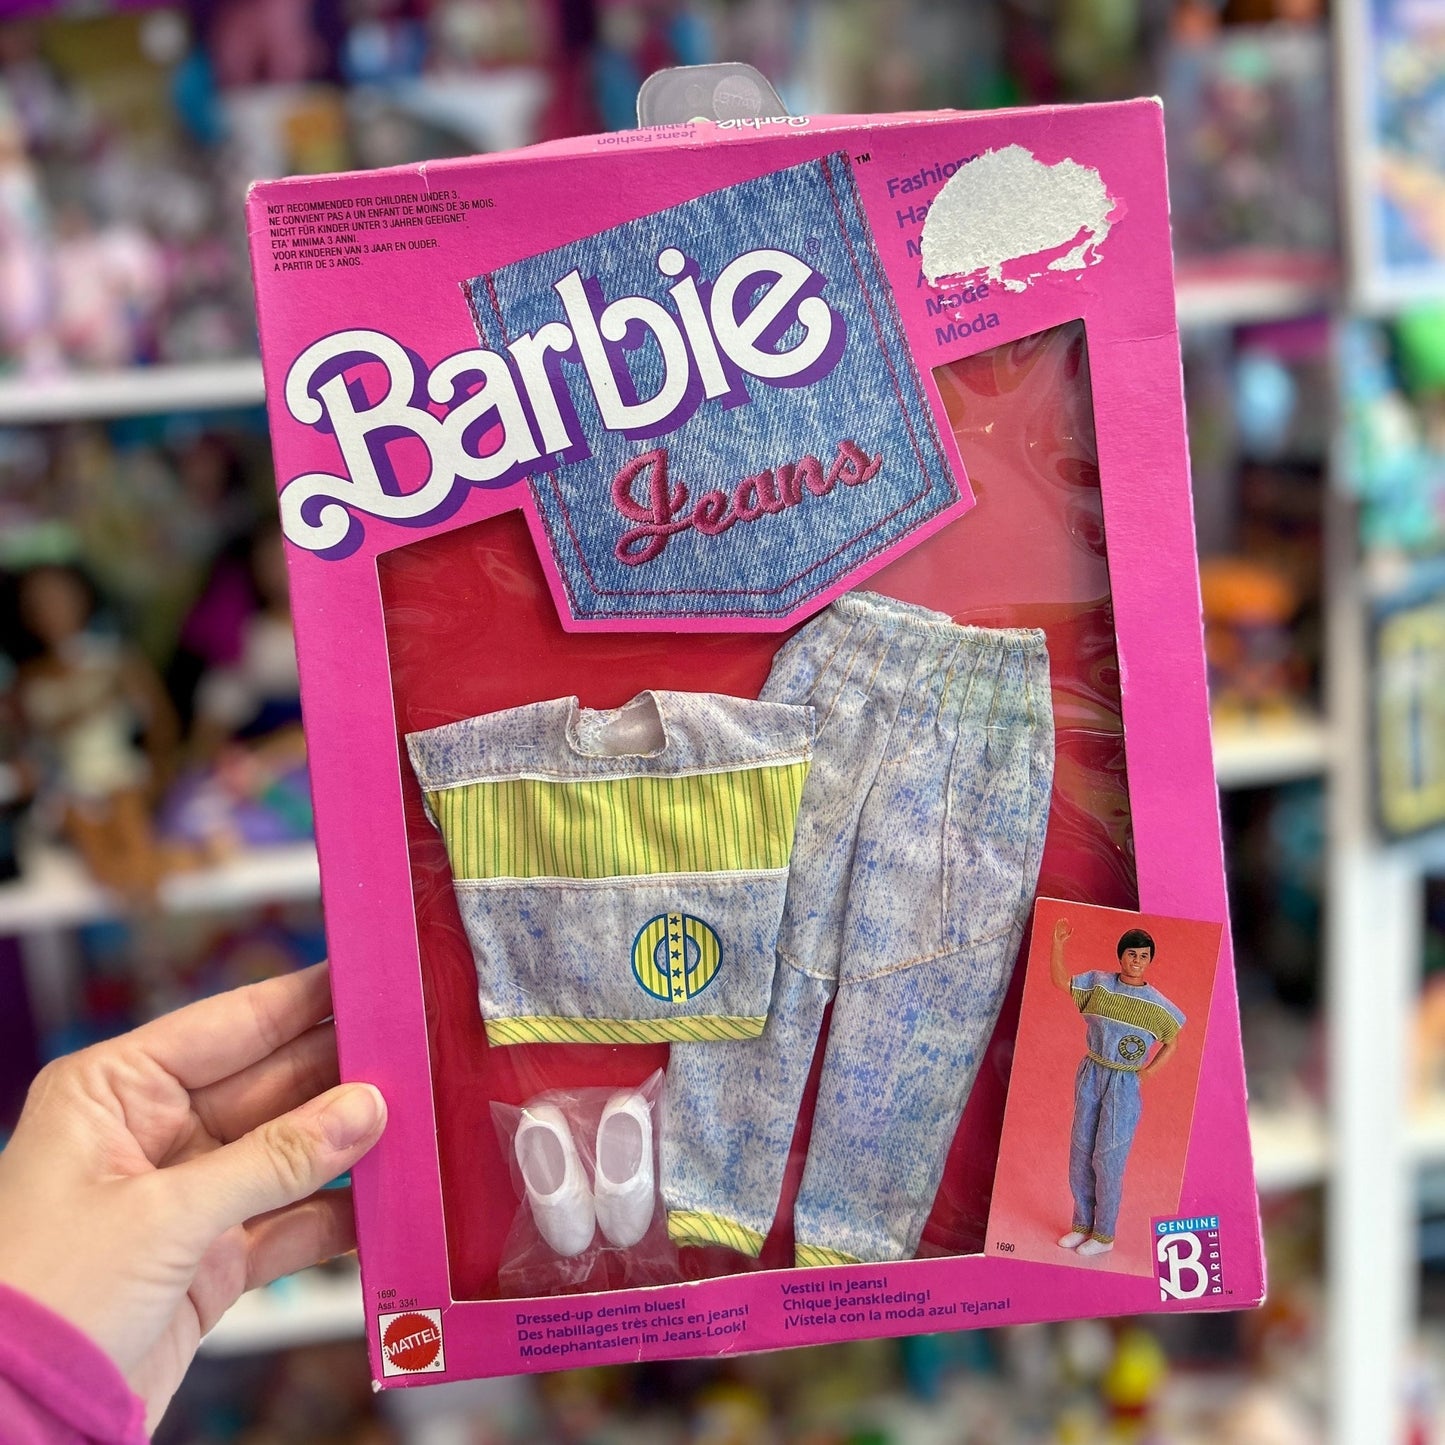 Barbie
Jeans Fashion
NOT RECOMMENDED FOR CHILDREN UNDER 3.
NE CONVIENT PAS A UN ENFANT DE MOINS DE 36 MOIS.
NICHT FÜR KINDER UNTER 3 JAHREN GEEIGNET.
ETA' MINIMA 3 ANNI.
VOOR KINDEREN VAN 3 JAAR EN OUDER.
A PARTIR DE 3 AÑOS.
TM
Mode
Moda
Barbie®
Jeans
1690
GENUINE
B
BARBIE
TM
1690
Asst. 3341
MATTEL
®
Dressed-up denim blues!
Des habillages très chics en jeans!
Modephantasien im Jeans-Look!
Vestiti in jeans!
Chique jeanskleding!
¡Vistela con la moda azul Tejana!